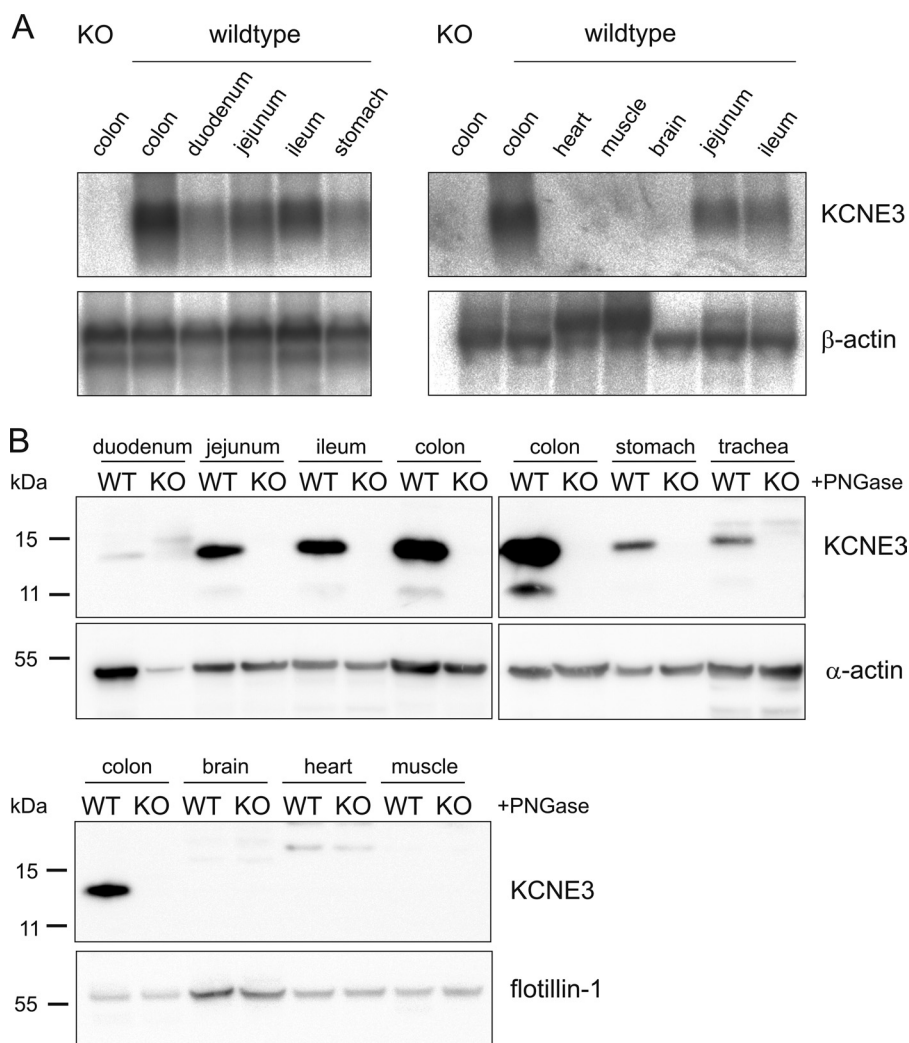 A
KO wildtype KO wildtype
colon colon duodenum jejunum ileum stomach colon colon heart muscle brain jejunum ileum
KCNE3
β-actin
B
duodenum jejunum ileum colon colon stomach trachea
kDa WT KO WT KO WT KO WT KO WT KO WT KO WT KO +PNGase
15 KCNE3
11
55 α-actin
colon brain heart muscle
kDa WT KO WT KO WT KO WT KO +PNGase
15
KCNE3
11
flotillin-1
55